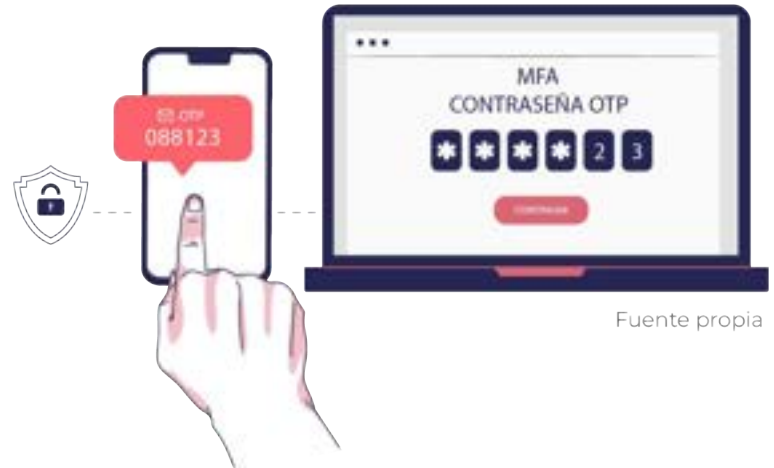 OTP
088123
MFA
CONTRASEÑA OTP
* * * * 2 3
Fuente propia